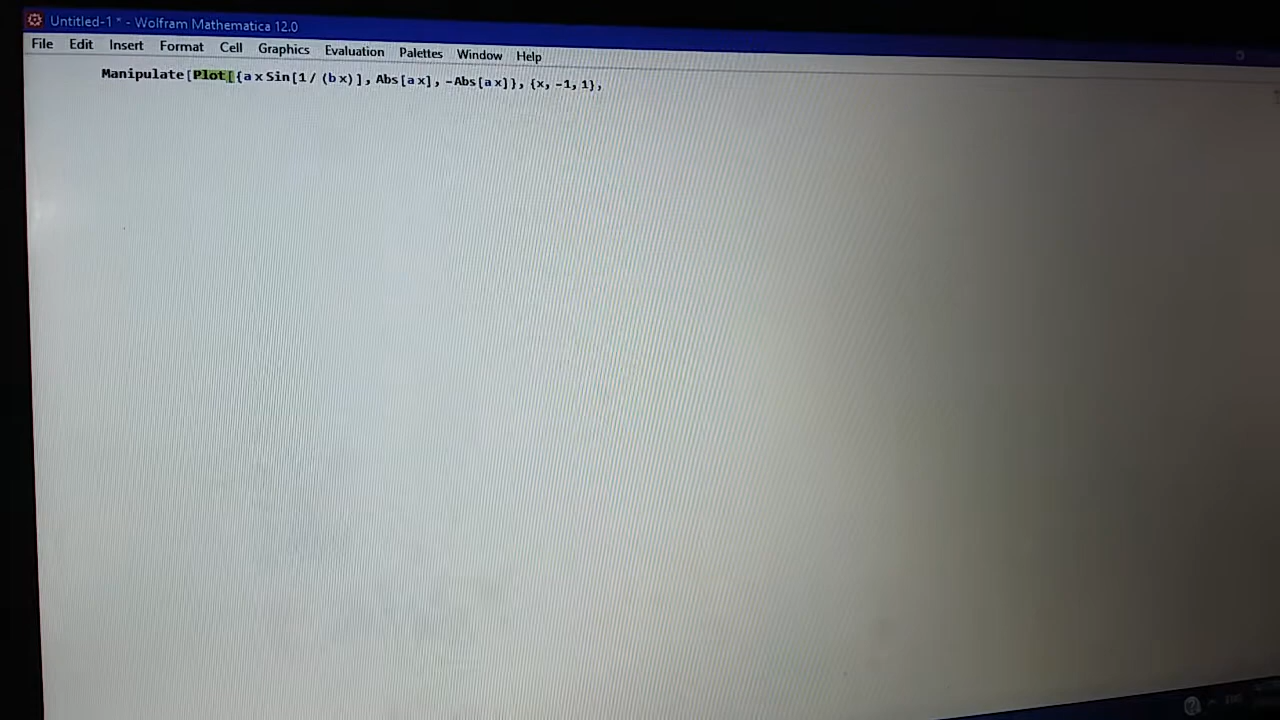 Untitled-1 * - Wolfram Mathematica 12.0
File Edit Insert Format Cell Graphics Evaluation Palettes Window Help
Manipulate[Plot[{a x Sin[1 / (b x)], Abs[a x], -Abs[a x]}, {x, -1, 1},